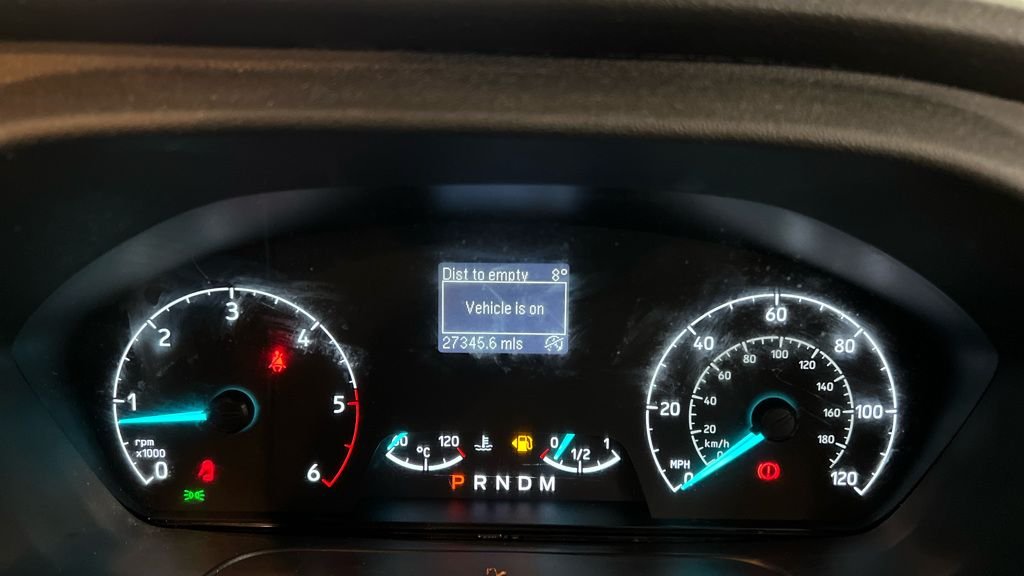 Dist to empty 8°
Vehicle is on
27345.6 mls
0 1 2 3 4 5 6
rpm
x1000
120
°C
0 1/2 1
P R N D M
0 20 40 60 80 100 120
MPH
20 40 60 80 100 120 140 160 180
km/h